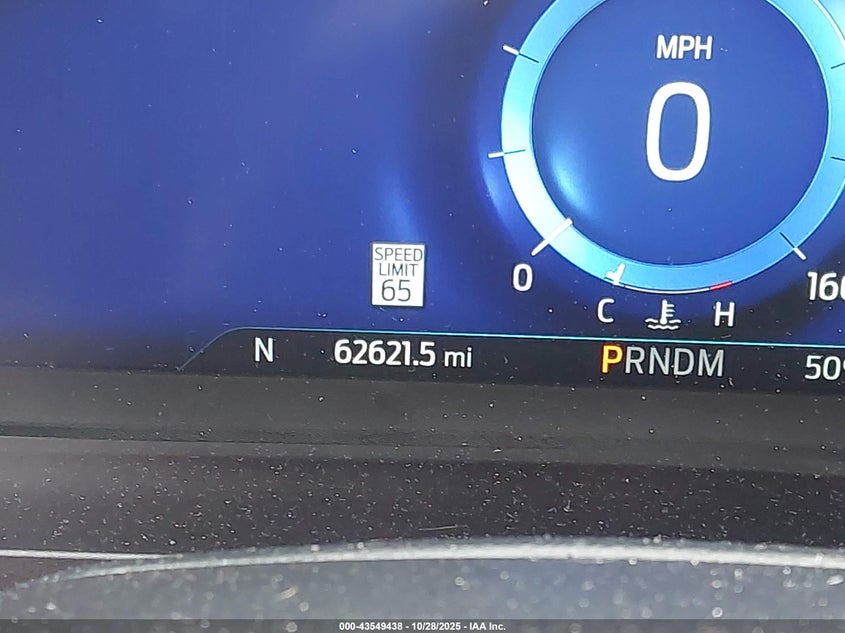 MPH
0
SPEED
LIMIT
65
0
C H
N 62621.5 mi PRNDM
000-43549438 - 10/28/2025 - IAA Inc.